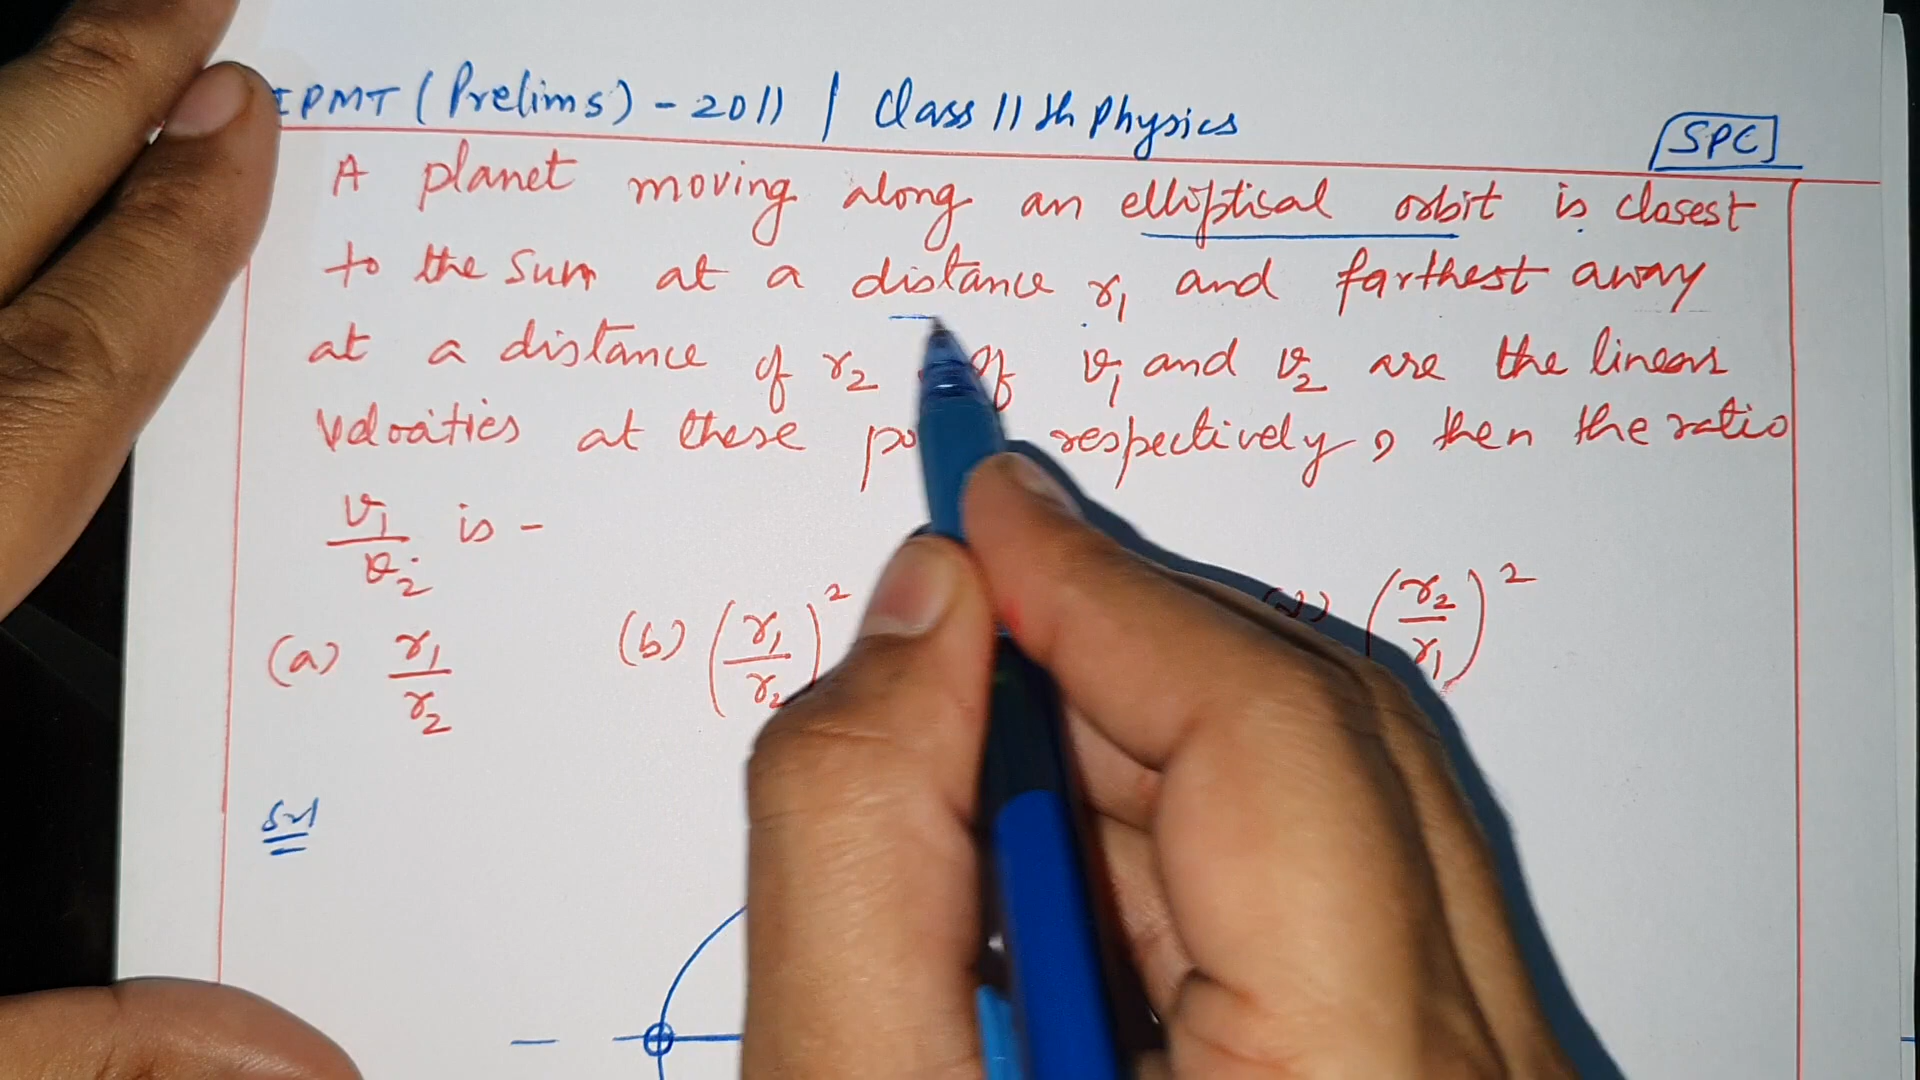 IPMT (Prelims) - 2011 | Class 11th Physics
SPC
A planet moving along an elliptical orbit is closest
to the Sun at a distance r₁ and farthest away
at a distance of r₂ If v₁ and v₂ are the linear
velocities at these respectively, then the ratio
v₁/v₂ is -
(a) r₁/r₂ (b) (r₁/r₂)² (r₂/r₁)²
Sol